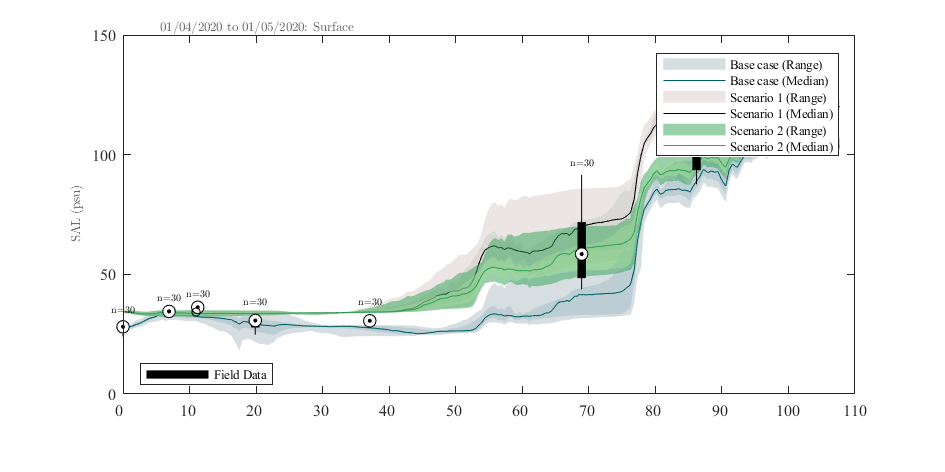 01/04/2020 to 01/05/2020: Surface
150
100
50
0
SAL (psu)
Base case (Range)
Base case (Median)
Scenario 1 (Range)
Scenario 1 (Median)
Scenario 2 (Range)
Scenario 2 (Median)
n=30
n=30
n=30
n=30
n=30
n=30
Field Data
0 10 20 30 40 50 60 70 80 90 100 110